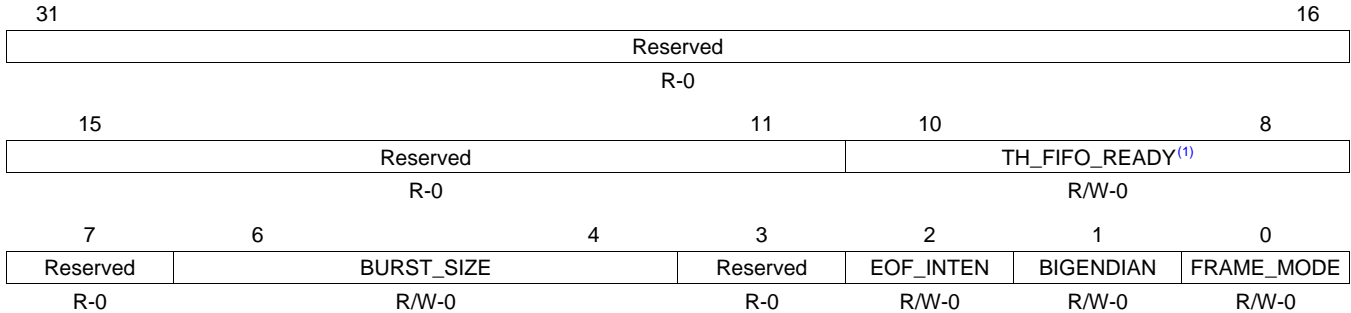 31 16
Reserved
R-0
15 11 10 8
Reserved TH_FIFO_READY(1)
R-0 R/W-0
7 6 4 3 2 1 0
Reserved BURST_SIZE Reserved EOF_INTEN BIGENDIAN FRAME_MODE
R-0 R/W-0 R-0 R/W-0 R/W-0 R/W-0